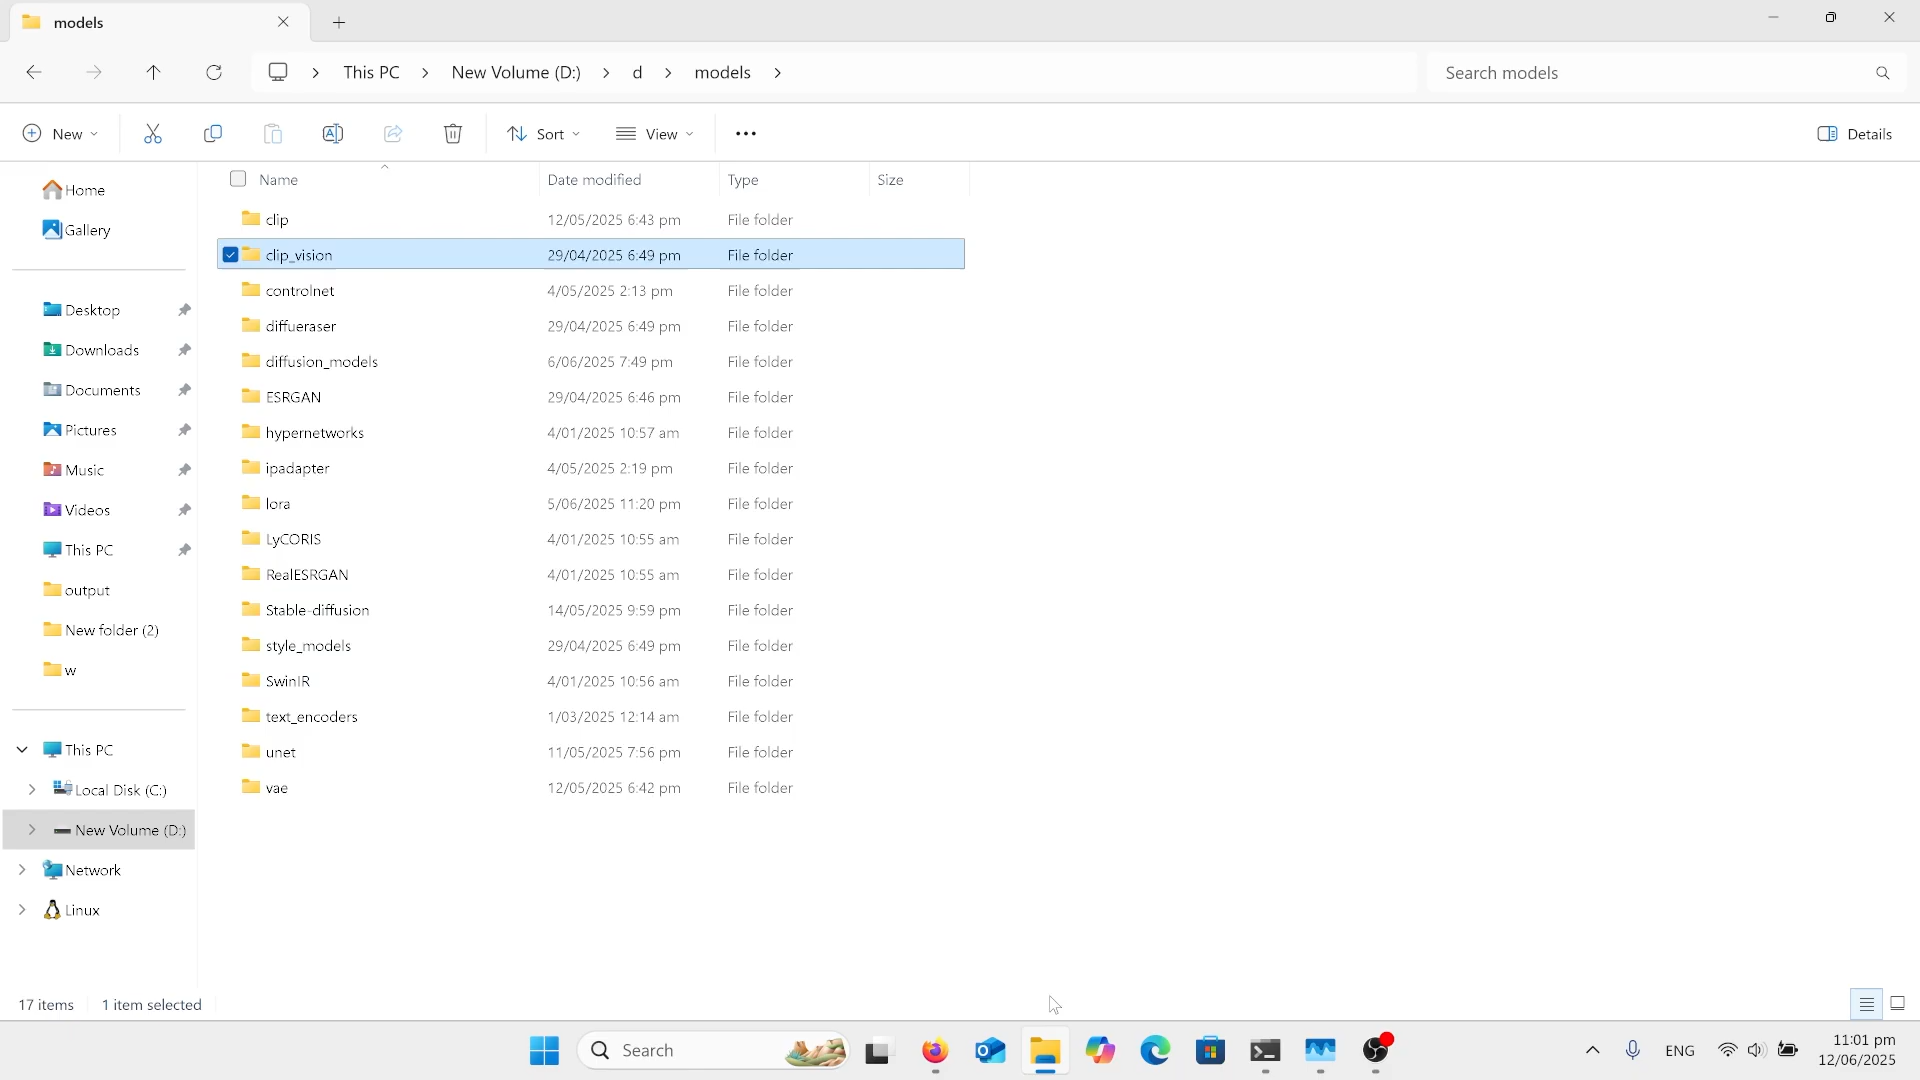 models
This PC > New Volume (D:) > d > models >
Search models
New
Sort
View
Details
Home
Gallery
Desktop
Downloads
Documents
Pictures
Music
Videos
This PC
output
New folder (2)
w
This PC
Local Disk (C:)
New Volume (D:)
Network
Linux
Name Date modified Type Size
clip 12/05/2025 6:43 pm File folder
clip_vision 29/04/2025 6:49 pm File folder
controlnet 4/05/2025 2:13 pm File folder
diffueraser 29/04/2025 6:49 pm File folder
diffusion_models 6/06/2025 7:49 pm File folder
ESRGAN 29/04/2025 6:46 pm File folder
hypernetworks 4/01/2025 10:57 am File folder
ipadapter 4/05/2025 2:19 pm File folder
lora 5/06/2025 11:20 pm File folder
LyCORIS 4/01/2025 10:55 am File folder
RealESRGAN 4/01/2025 10:55 am File folder
Stable-diffusion 14/05/2025 9:59 pm File folder
style_models 29/04/2025 6:49 pm File folder
SwinIR 4/01/2025 10:56 am File folder
text_encoders 1/03/2025 12:14 am File folder
unet 11/05/2025 7:56 pm File folder
vae 12/05/2025 6:42 pm File folder
17 items 1 item selected
Search
ENG
11:01 pm
12/06/2025